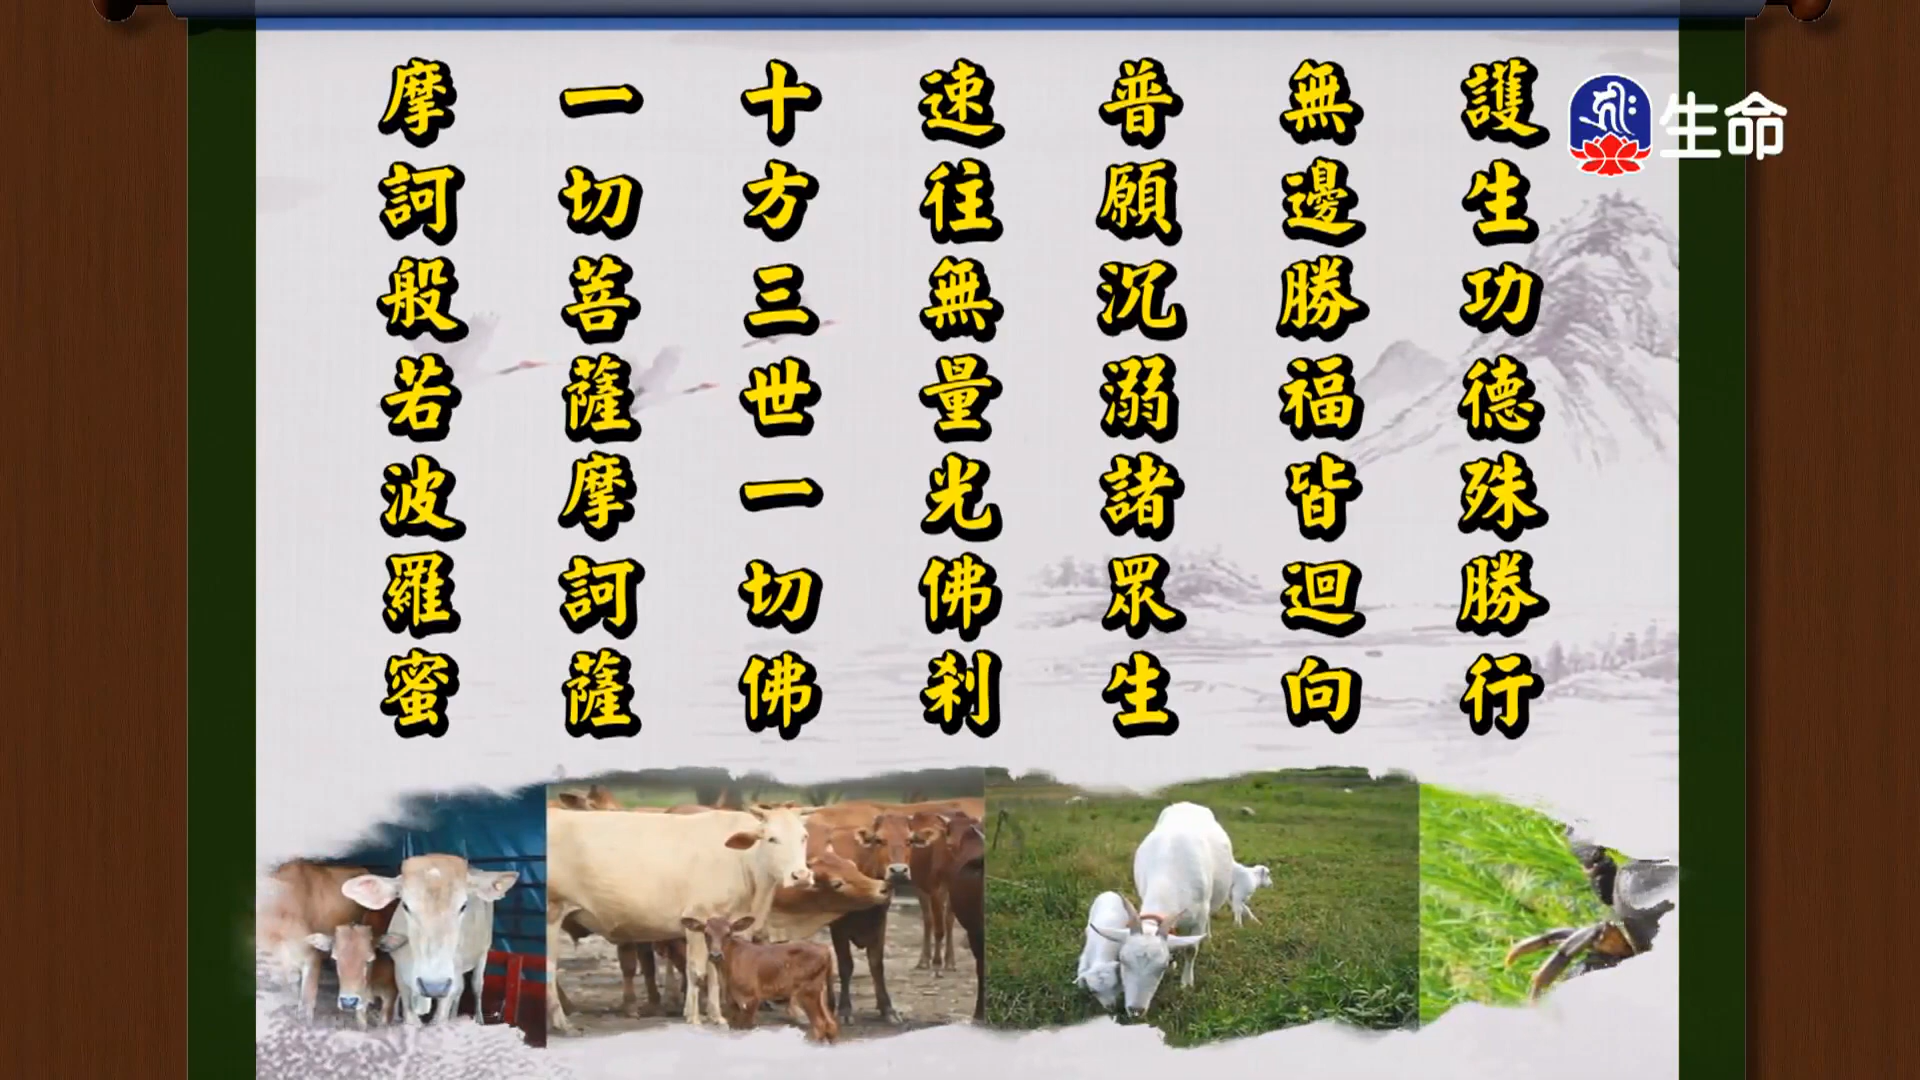 護生功德殊勝行
無邊勝福皆迴向
普願沉溺諸眾生
速往無量光佛剎
十方三世一切佛
一切菩薩摩訶薩
摩訶般若波羅蜜
生命